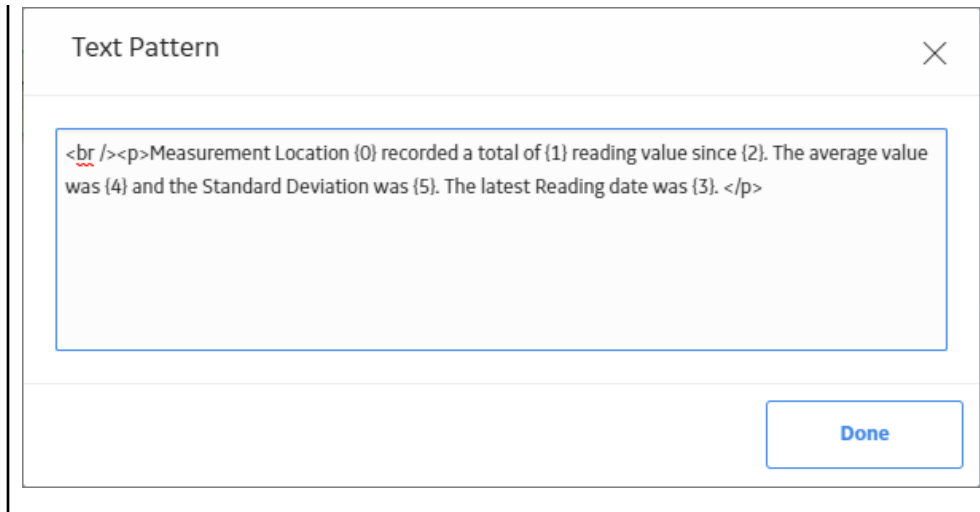 Text Pattern
<br /><p>Measurement Location {0} recorded a total of {1} reading value since {2}. The average value
was {4} and the Standard Deviation was {5}. The latest Reading date was {3}. </p>
Done